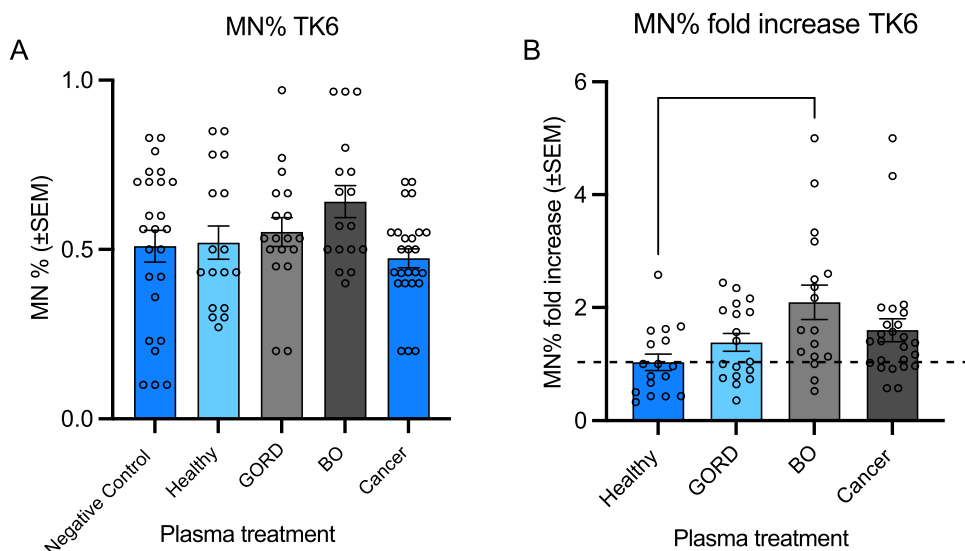 A
MN% TK6
MN % (±SEM)
1.0
0.5
0.0
Negative Control
Healthy
GORD
BO
Cancer
Plasma treatment
B
MN% fold increase TK6
MN% fold increase (±SEM)
6
4
2
0
Healthy
GORD
BO
Cancer
Plasma treatment